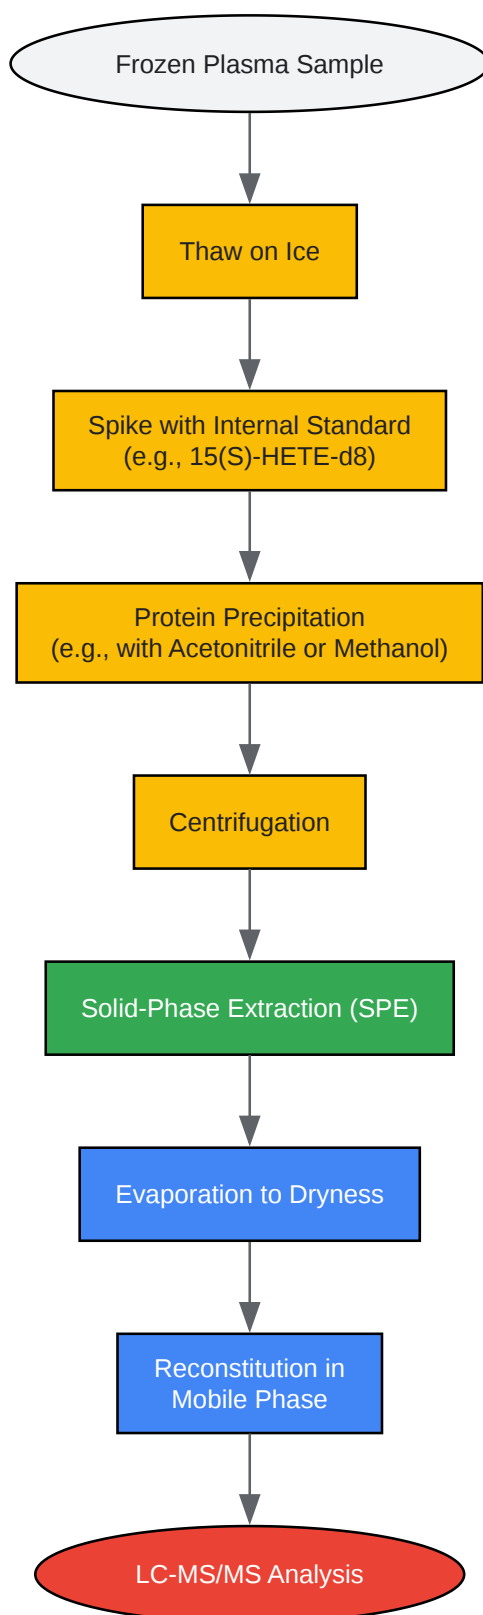 Frozen Plasma Sample
Thaw on Ice
Spike with Internal Standard
(e.g., 15(S)-HETE-d8)
Protein Precipitation
(e.g., with Acetonitrile or Methanol)
Centrifugation
Solid-Phase Extraction (SPE)
Evaporation to Dryness
Reconstitution in
Mobile Phase
LC-MS/MS Analysis